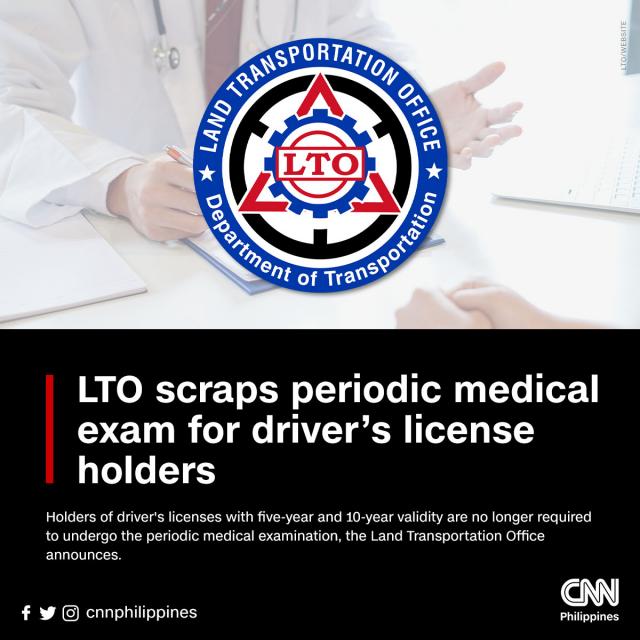 LTO/WEBSITE
LAND TRANSPORTATION OFFICE
LTO
Department of Transportation
LTO scraps periodic medical
exam for driver's license
holders
Holders of driver's licenses with five-year and 10-year validity are no longer required
to undergo the periodic medical examination, the Land Transportation Office
announces.
cnnphilippines
CNN
Philippines